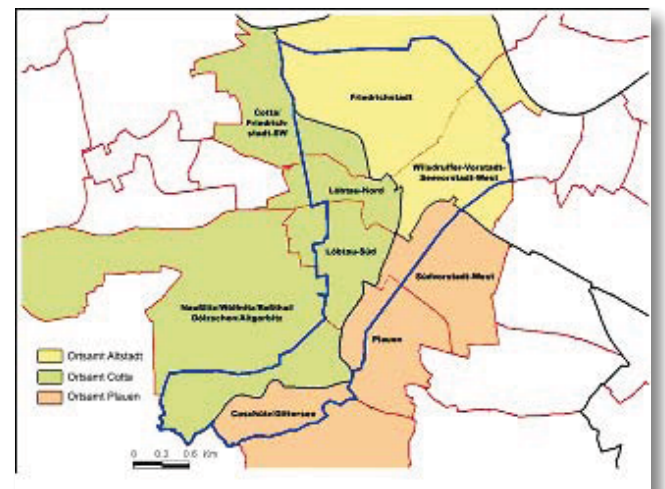 Friedrichstadt
Cotta/
Friedrich-
stadt-SW
Wilsdruffer-Vorstadt-
Seevorstadt-West
Löbtau-Nord
Löbtau-Süd
Südvorstadt-West
Naußlitz/Wölfnitz/Roßthal/
Dölzschen/Altgorbitz
Plauen
Ortsamt Altstadt
Ortsamt Cotta
Ortsamt Plauen
Coschütz/Gittersee
0 0.3 0.6 Km